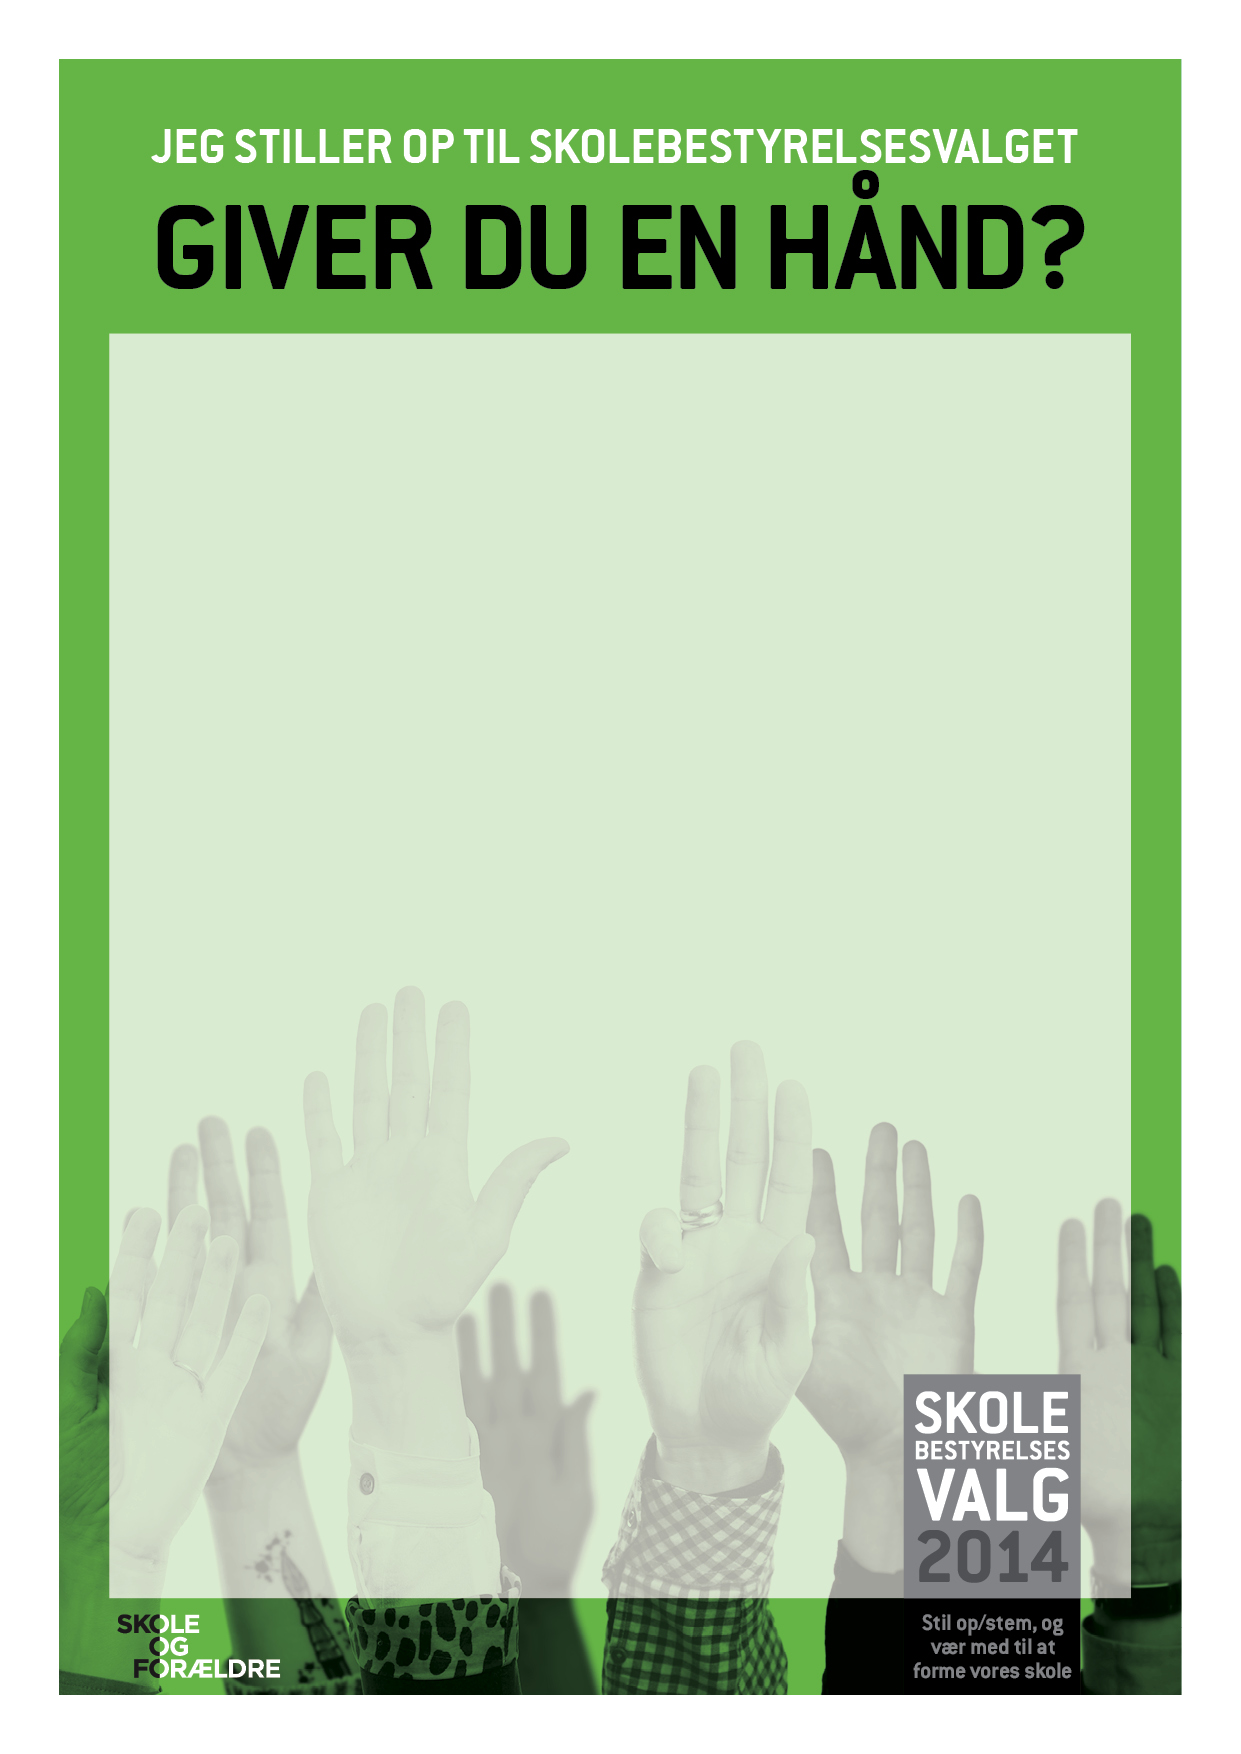 JEG STILLER OP TIL SKOLEBESTYRELSESVALGET
GIVER DU EN HÅND?
SKOLE
BESTYRELSES
VALG
2014
SKOLE
OG
FORÆLDRE
Stil op/stem, og
vær med til at
forme vores skole